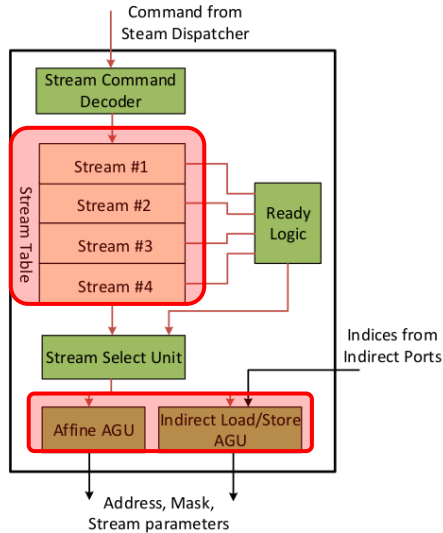 Command from
Steam Dispatcher
Stream Command
Decoder
Stream Table
Stream #1
Stream #2
Stream #3
Stream #4
Ready
Logic
Stream Select Unit
Indices from
Indirect Ports
Affine AGU
Indirect Load/Store
AGU
Address, Mask,
Stream parameters